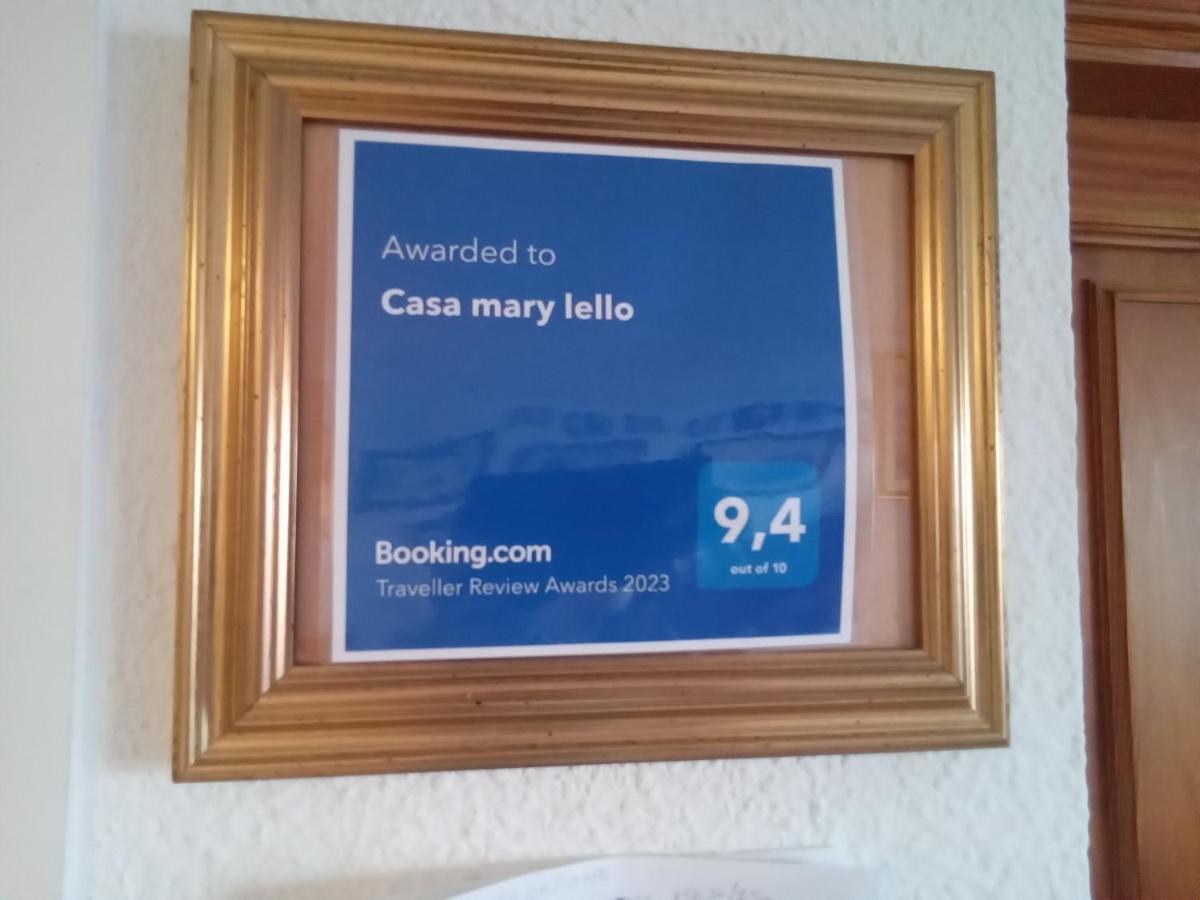 Awarded to
Casa mary lello
9,4
out of 10
Booking.com
Traveller Review Awards 2023